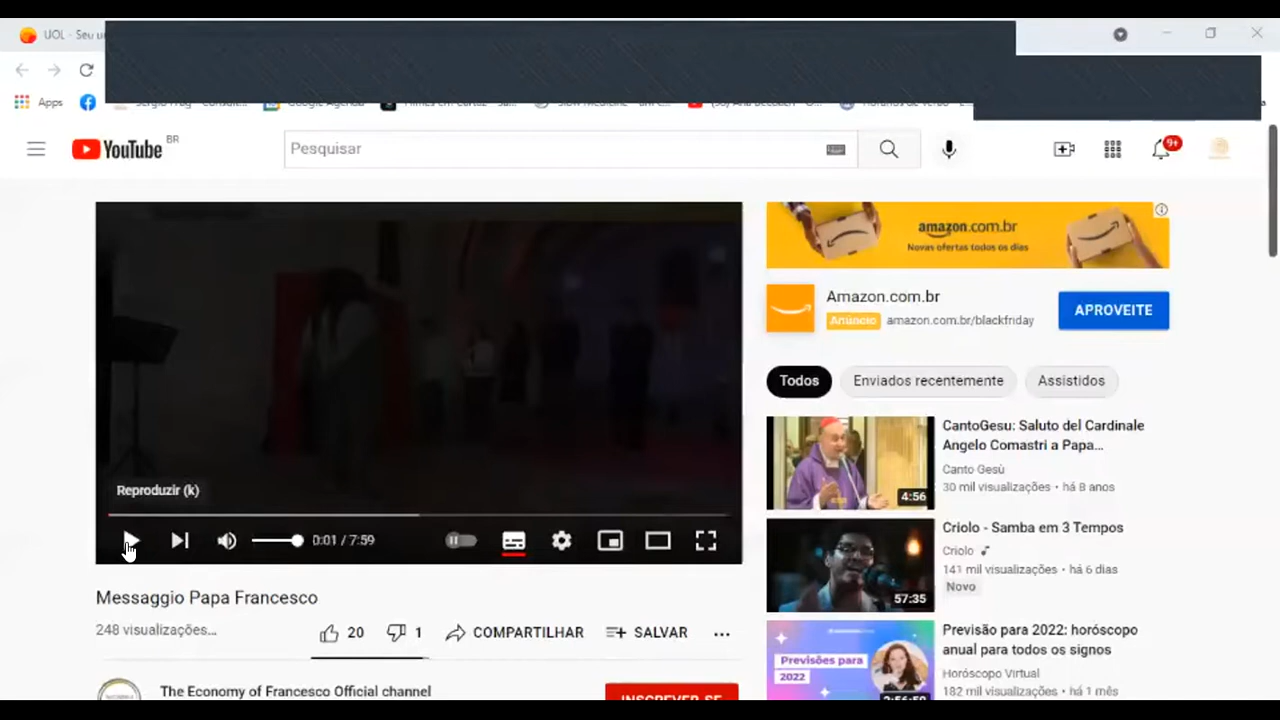 UOL - Seu u
Apps
YouTube BR
Pesquisar
9+
amazon.com.br
Novas ofertas todos os dias
Amazon.com.br
Anúncio amazon.com.br/blackfriday
APROVEITE
Todos
Enviados recentemente
Assistidos
Reproduzir (k)
0:01 / 7:59
CantoGesu: Saluto del Cardinale
Angelo Comastri a Papa...
Canto Gesù
30 mil visualizações • há 8 anos
4:56
Criolo - Samba em 3 Tempos
Criolo
141 mil visualizações • há 6 dias
Novo
57:35
Messaggio Papa Francesco
248 visualizações...
20
1
COMPARTILHAR
SALVAR
Previsão para 2022: horóscopo
anual para todos os signos
Horóscopo Virtual
182 mil visualizações • há 1 mês
Previsões para
2022
The Economy of Francesco Official channel
INSCREVER-SE